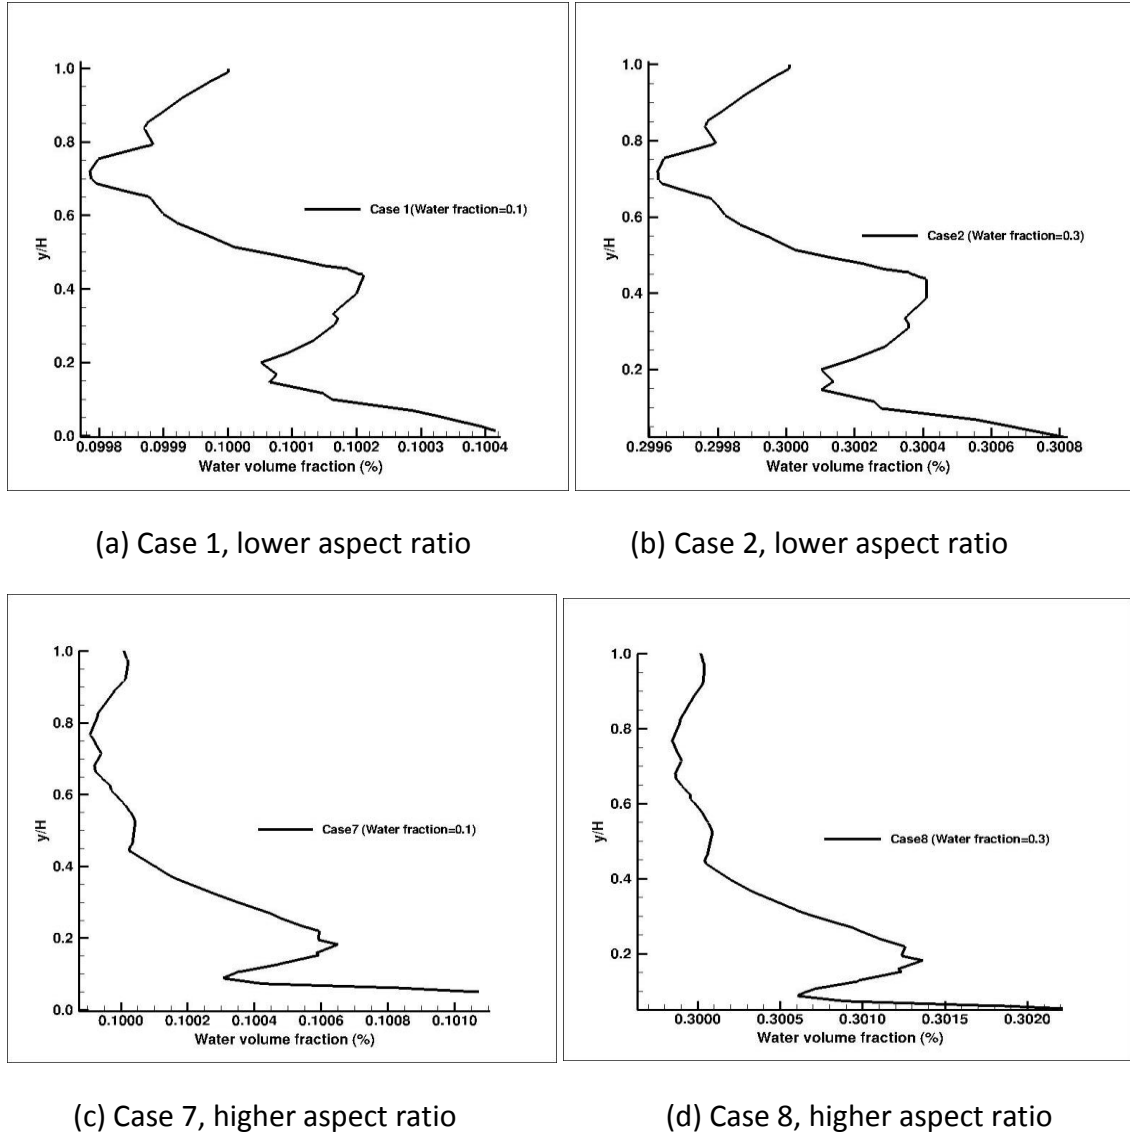 1.0
0.8
0.6
0.4
0.2
0.0
y/H
Case 1(Water fraction=0.1)
0.0998 0.0999 0.1000 0.1001 0.1002 0.1003 0.1004
Water volume fraction (%)
1.0
0.8
0.6
0.4
0.2
y/H
Case2 (Water fraction=0.3)
0.2996 0.2998 0.3000 0.3002 0.3004 0.3006 0.3008
Water volume fraction (%)
(a) Case 1, lower aspect ratio
(b) Case 2, lower aspect ratio
1.0
0.8
0.6
0.4
0.2
0.0
y/H
Case7 (Water fraction=0.1)
0.1000 0.1002 0.1004 0.1006 0.1008 0.1010
Water volume fraction (%)
1.0
0.8
0.6
0.4
0.2
y/H
Case8 (Water fraction=0.3)
0.3000 0.3005 0.3010 0.3015 0.3020
Water volume fraction (%)
(c) Case 7, higher aspect ratio
(d) Case 8, higher aspect ratio